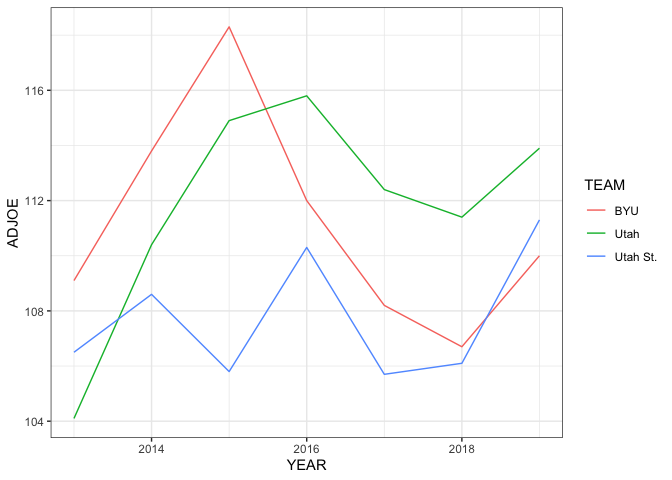 116
112
108
104
ADJOE
2014
2016
2018
YEAR
TEAM
BYU
Utah
Utah St.